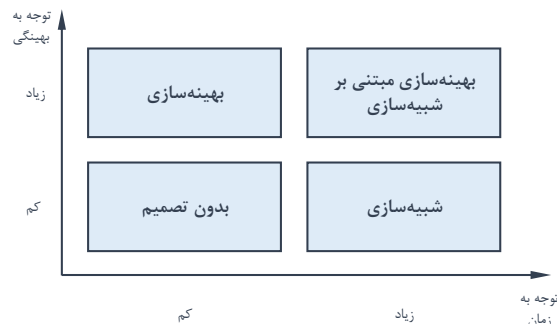 توجه به
بهینگی
زیاد
بهینه‌سازی
بهینه‌سازی مبتنی بر
شبیه‌سازی
کم
بدون تصمیم
شبیه‌سازی
توجه به
زمان
کم
زیاد